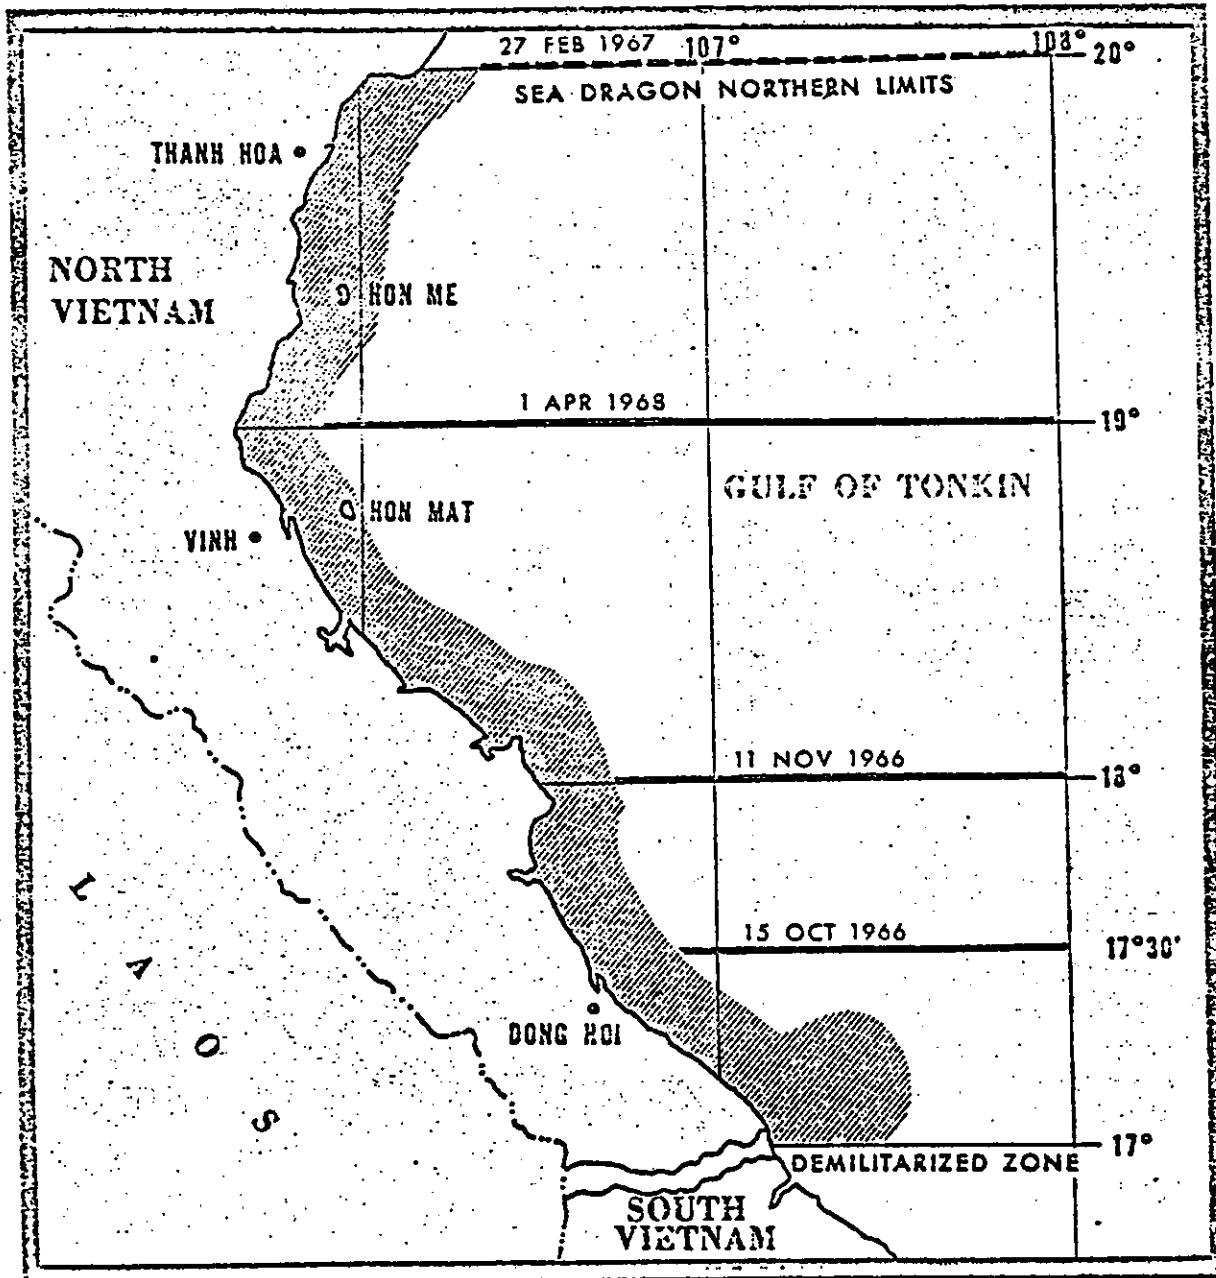 27 FEB 1967
107°
108°
20°
SEA DRAGON NORTHERN LIMITS
THANH HOA
NORTH
VIETNAM
HON ME
1 APR 1968
19°
GULF OF TONKIN
HON MAT
VINH
11 NOV 1966
18°
15 OCT 1966
17°30'
LAOS
DONG HOI
17°
DEMILITARIZED ZONE
SOUTH
VIETNAM